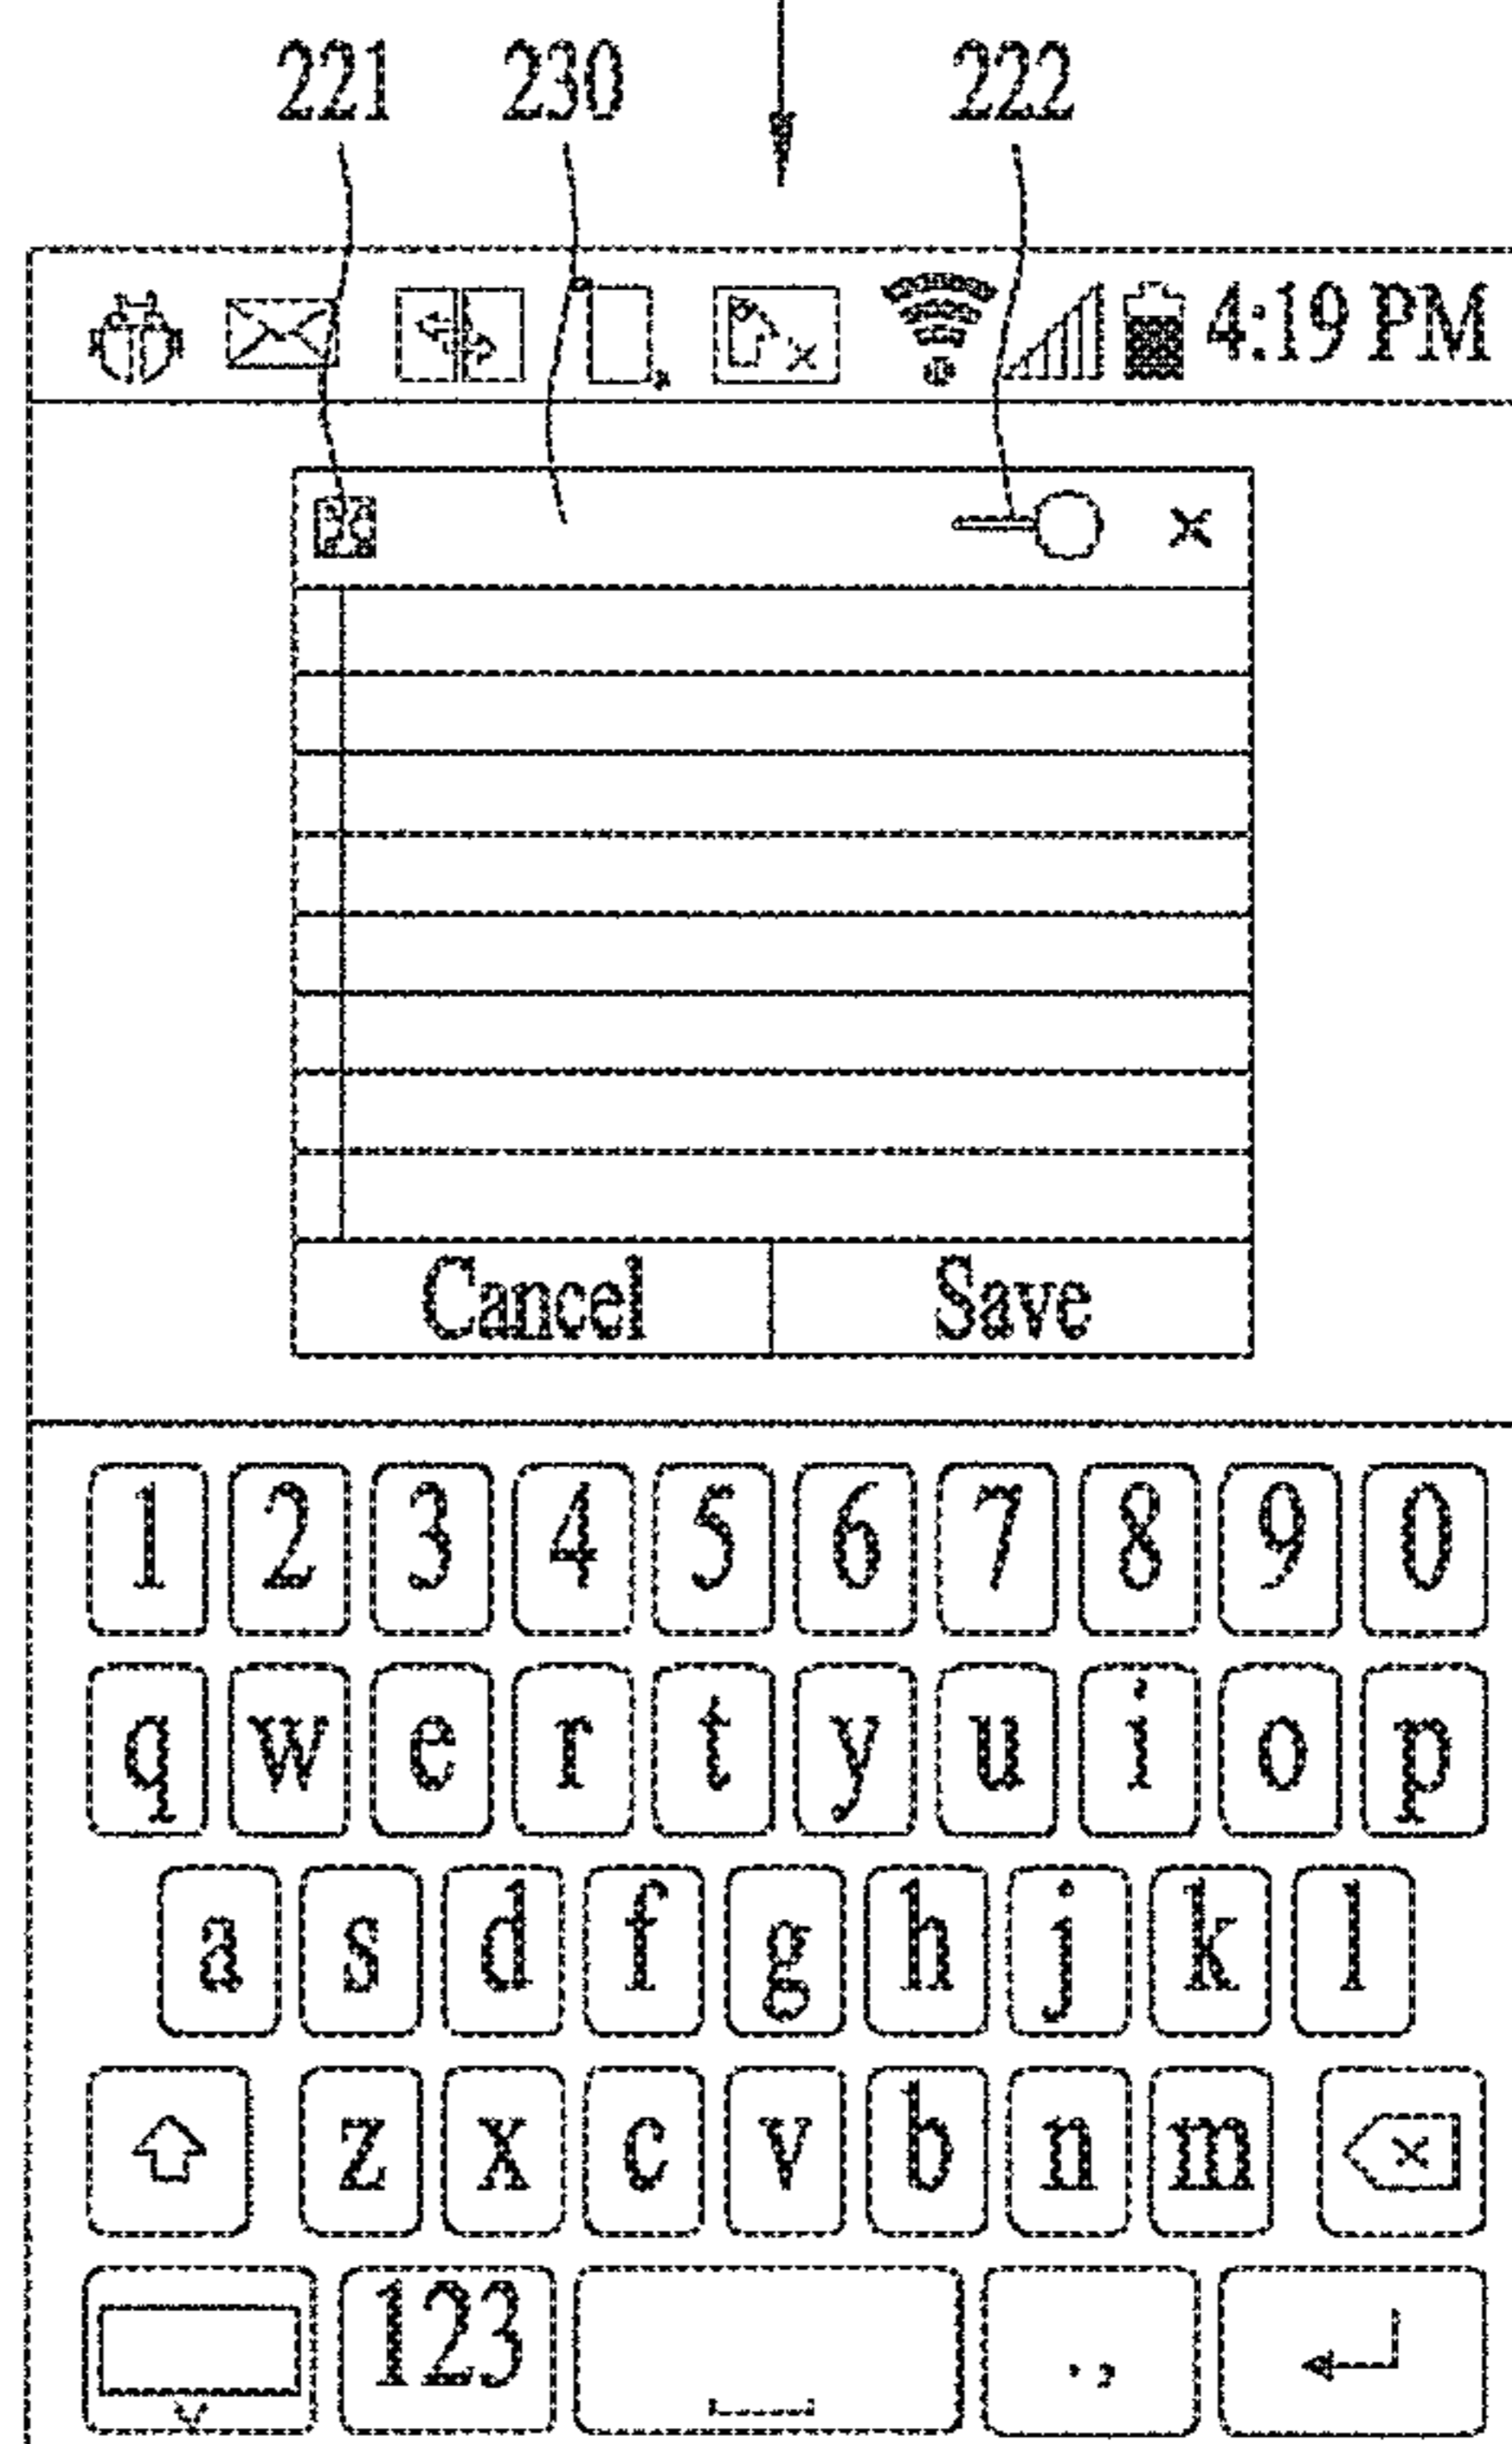 221 230 222
4:19 PM
×
Cancel Save
1 2 3 4 5 6 7 8 9 0
q w e r t y u i o p
a s d f g h j k l
z x c v b n m
123 . ,